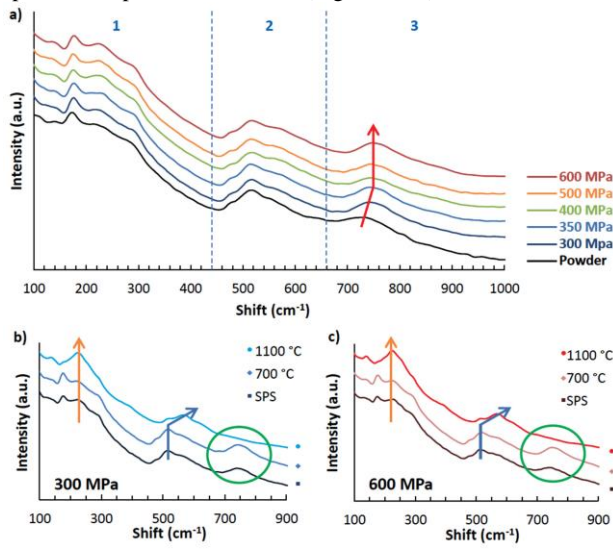 a)
1 2 3
Intensity (a.u.)
600 MPa
500 MPa
400 MPa
350 MPa
300 Mpa
Powder
100 200 300 400 500 600 700 800 900 1000
Shift (cm⁻¹)
b)
Intensity (a.u.)
1100 °C
700 °C
SPS
300 MPa
100 300 500 700 900
Shift (cm⁻¹)
c)
Intensity (a.u.)
1100 °C
700 °C
SPS
600 MPa
100 300 500 700 900
Shift (cm⁻¹)